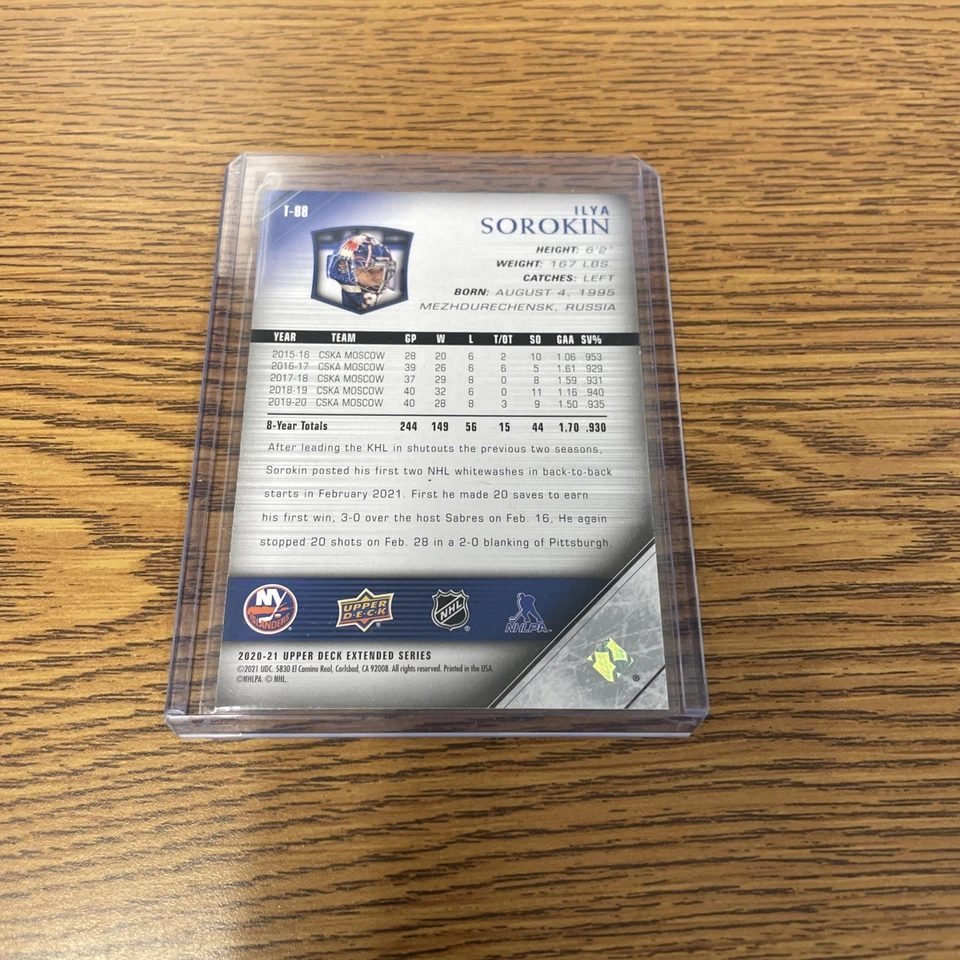 T-88
ILYA
SOROKIN
HEIGHT: 6'2"
WEIGHT: 167 LBS.
CATCHES: LEFT
BORN: AUGUST 4, 1995
MEZHDURECHENSK, RUSSIA
YEAR TEAM GP W L T/OT SO GAA SV%
2015-16 CSKA MOSCOW 28 20 6 2 10 1.06 .953
2016-17 CSKA MOSCOW 39 26 6 6 5 1.61 .929
2017-18 CSKA MOSCOW 37 29 8 0 8 1.59 .931
2018-19 CSKA MOSCOW 40 32 6 0 11 1.16 .940
2019-20 CSKA MOSCOW 40 28 8 3 9 1.50 .935
8-Year Totals 244 149 56 15 44 1.70 .930
After leading the KHL in shutouts the previous two seasons,
Sorokin posted his first two NHL whitewashes in back-to-back
starts in February 2021. First he made 20 saves to earn
his first win, 3-0 over the host Sabres on Feb. 16. He again
stopped 20 shots on Feb. 28 in a 2-0 blanking of Pittsburgh.
NY ISLANDERS
UPPER DECK
NHL
NHLPA
2020-21 UPPER DECK EXTENDED SERIES
©2021 UDC. 5830 El Camino Real, Carlsbad, CA 92008. All rights reserved. Printed in the USA.
©NHLPA. © NHL.